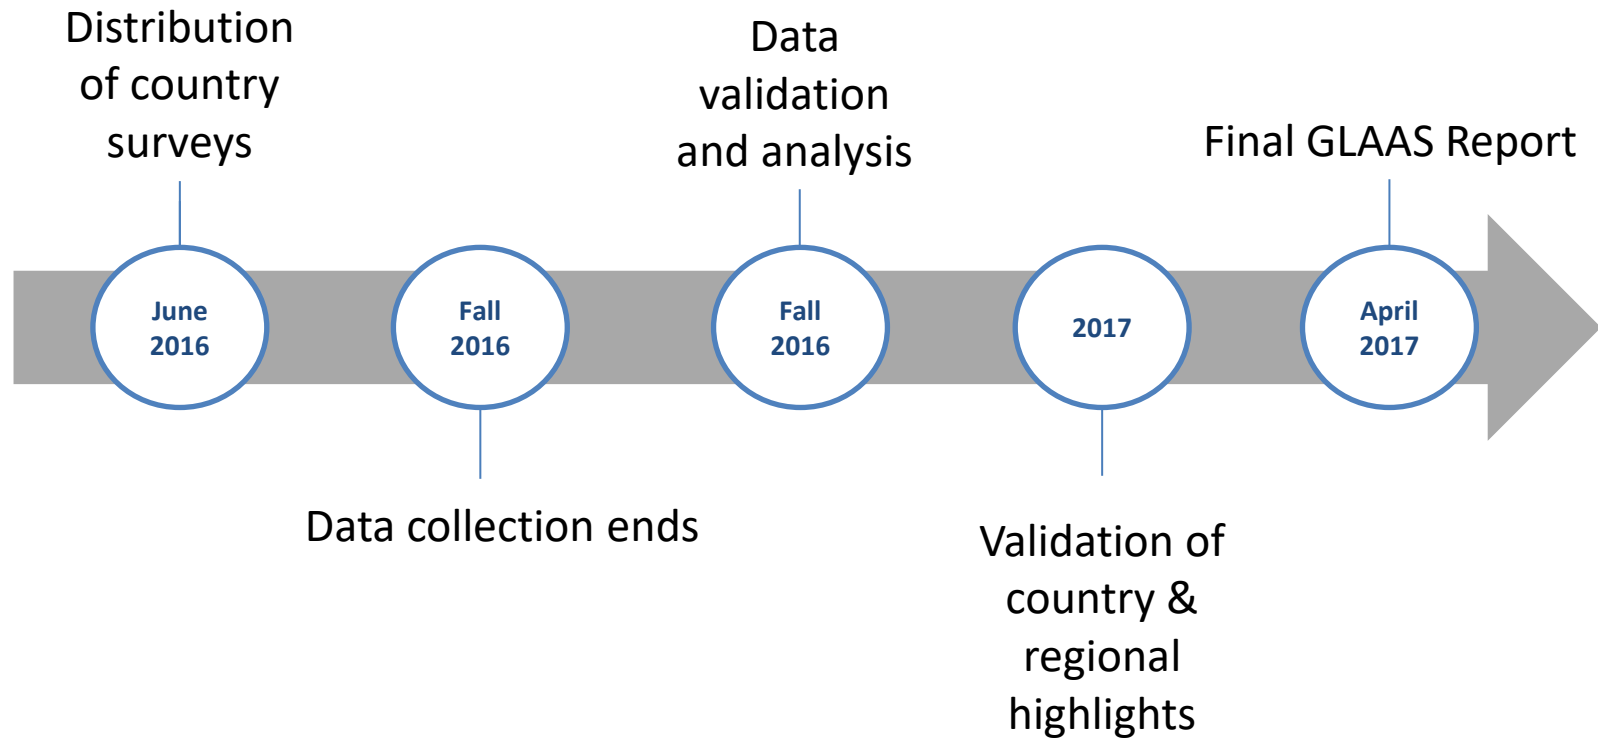 Distribution
of country
surveys
Data
validation
and analysis
Final GLAAS Report
June
2016
Fall
2016
Fall
2016
2017
April
2017
Data collection ends
Validation of
country &
regional
highlights